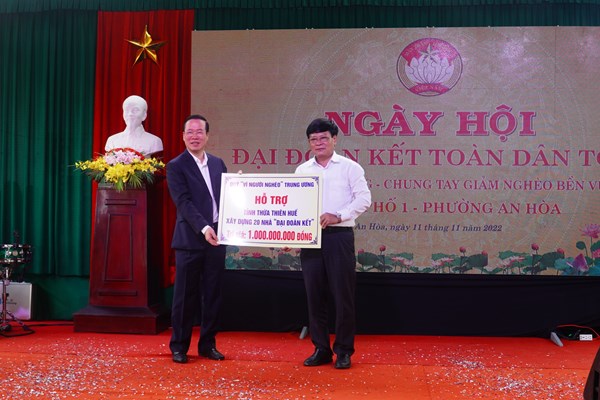 NGÀY HỘI
ĐẠI ĐOÀN KẾT TOÀN DÂN T
- CHUNG TAY GIẢM NGHÈO BỀN V
PHỐ 1 - PHƯỜNG AN HÒA
An Hòa, ngày 11 tháng 11 năm 2022
QUỸ "VÌ NGƯỜI NGHÈO" TRUNG ƯƠNG
HỖ TRỢ
TỈNH THỪA THIÊN HUẾ
XÂY DỰNG 20 NHÀ "ĐẠI ĐOÀN KẾT"
1.000.000.000 ĐỒNG